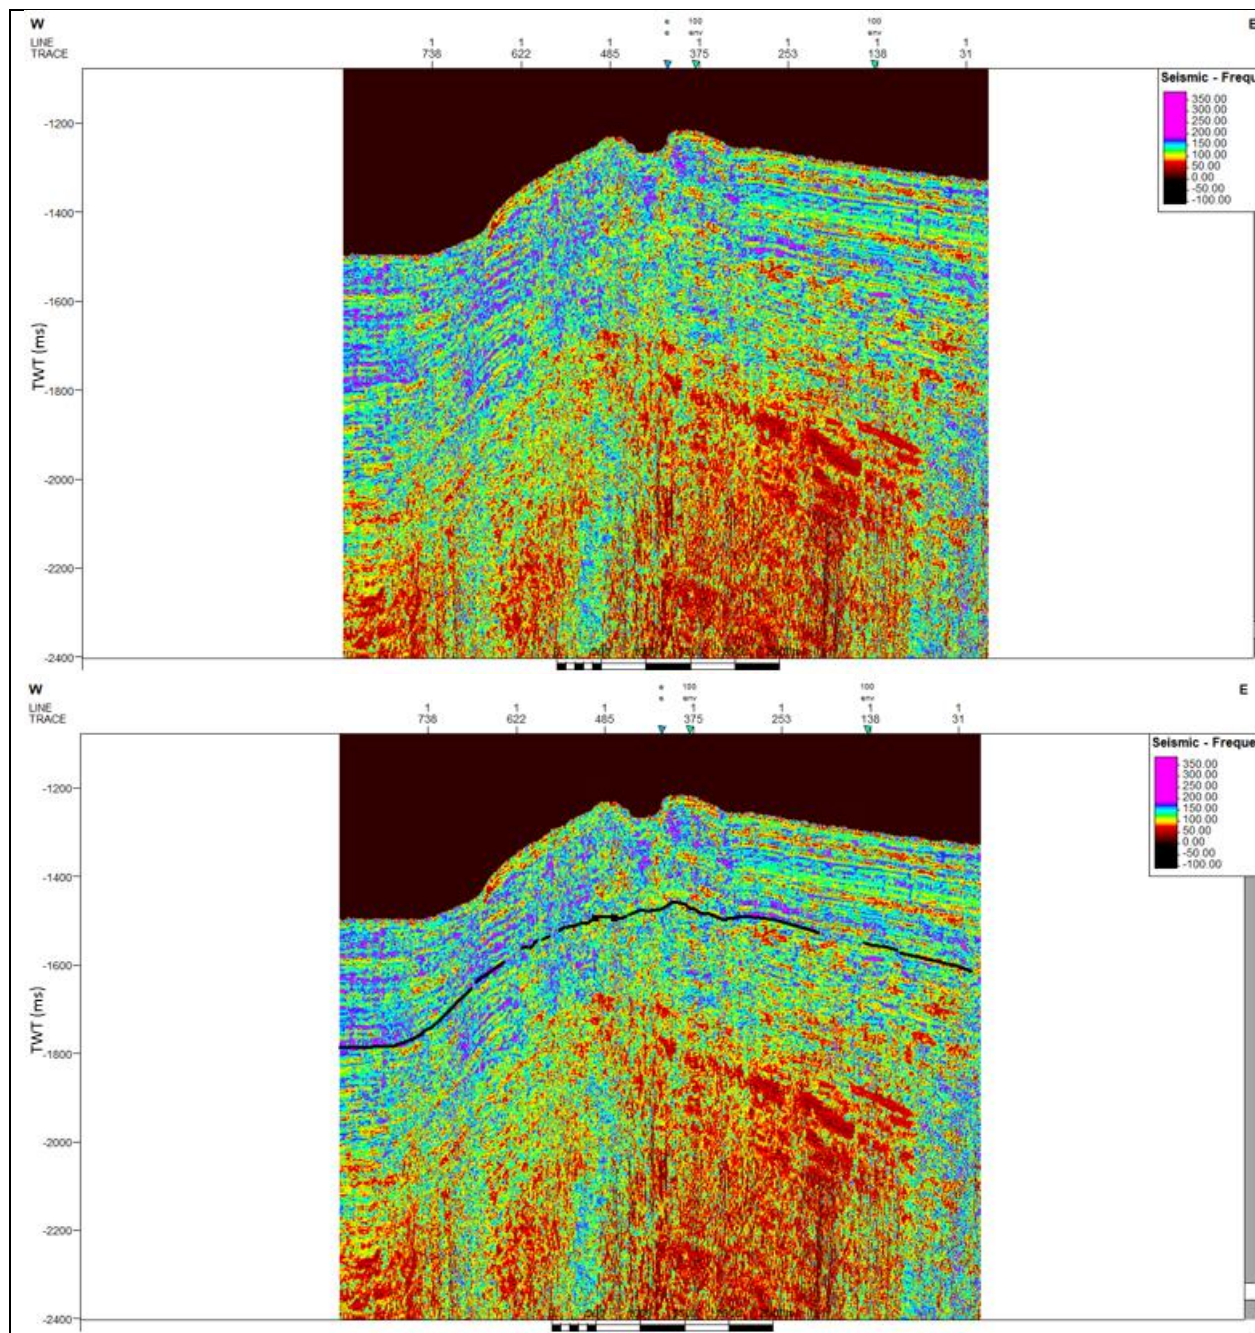 W E
e 100 100
LINE 1 1 1 e env 1 1 env 1 1
TRACE 738 622 485 375 253 138 31
Seismic - Frequ
350.00
300.00
250.00
200.00
150.00
100.00
50.00
0.00
-50.00
-100.00
-1200
-1400
-1600
TWT (ms)
-1800
-2000
-2200
-2400
W E
e 100 100
LINE 1 1 1 e env 1 1 env 1 1
TRACE 738 622 485 375 253 138 31
Seismic - Freque
350.00
300.00
250.00
200.00
150.00
100.00
50.00
0.00
-50.00
-100.00
-1200
-1400
-1600
TWT (ms)
-1800
-2000
-2200
-2400